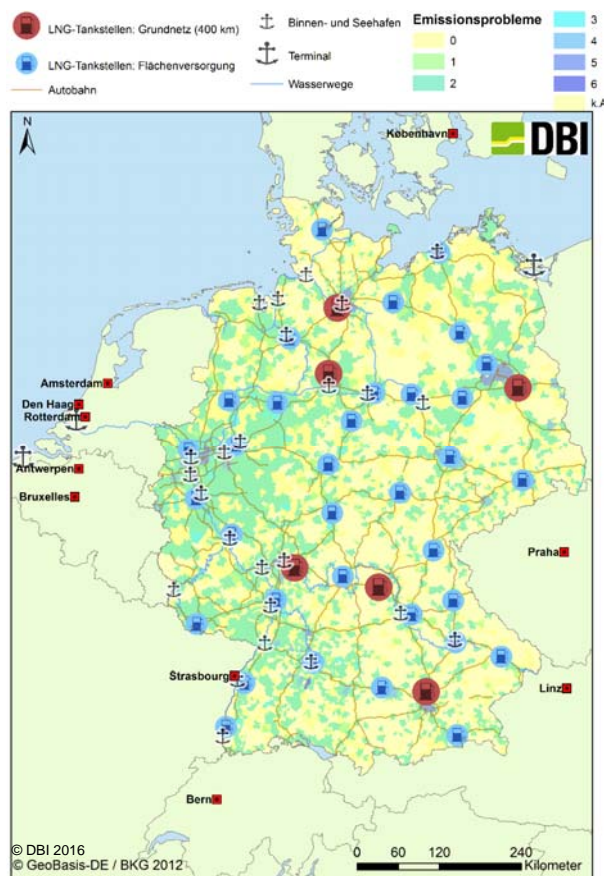 LNG-Tankstellen: Grundnetz (400 km)
LNG-Tankstellen: Flächenversorgung
Autobahn
Binnen- und Seehafen
Terminal
Wasserwege
Emissionsprobleme
0
1
2
3
4
5
6
k.A
N
DBI
København
Amsterdam
Den Haag
Rotterdam
Antwerpen
Bruxelles
Praha
Strasbourg
Linz
Bern
© DBI 2016
© GeoBasis-DE / BKG 2012
0 60 120 240
Kilometer